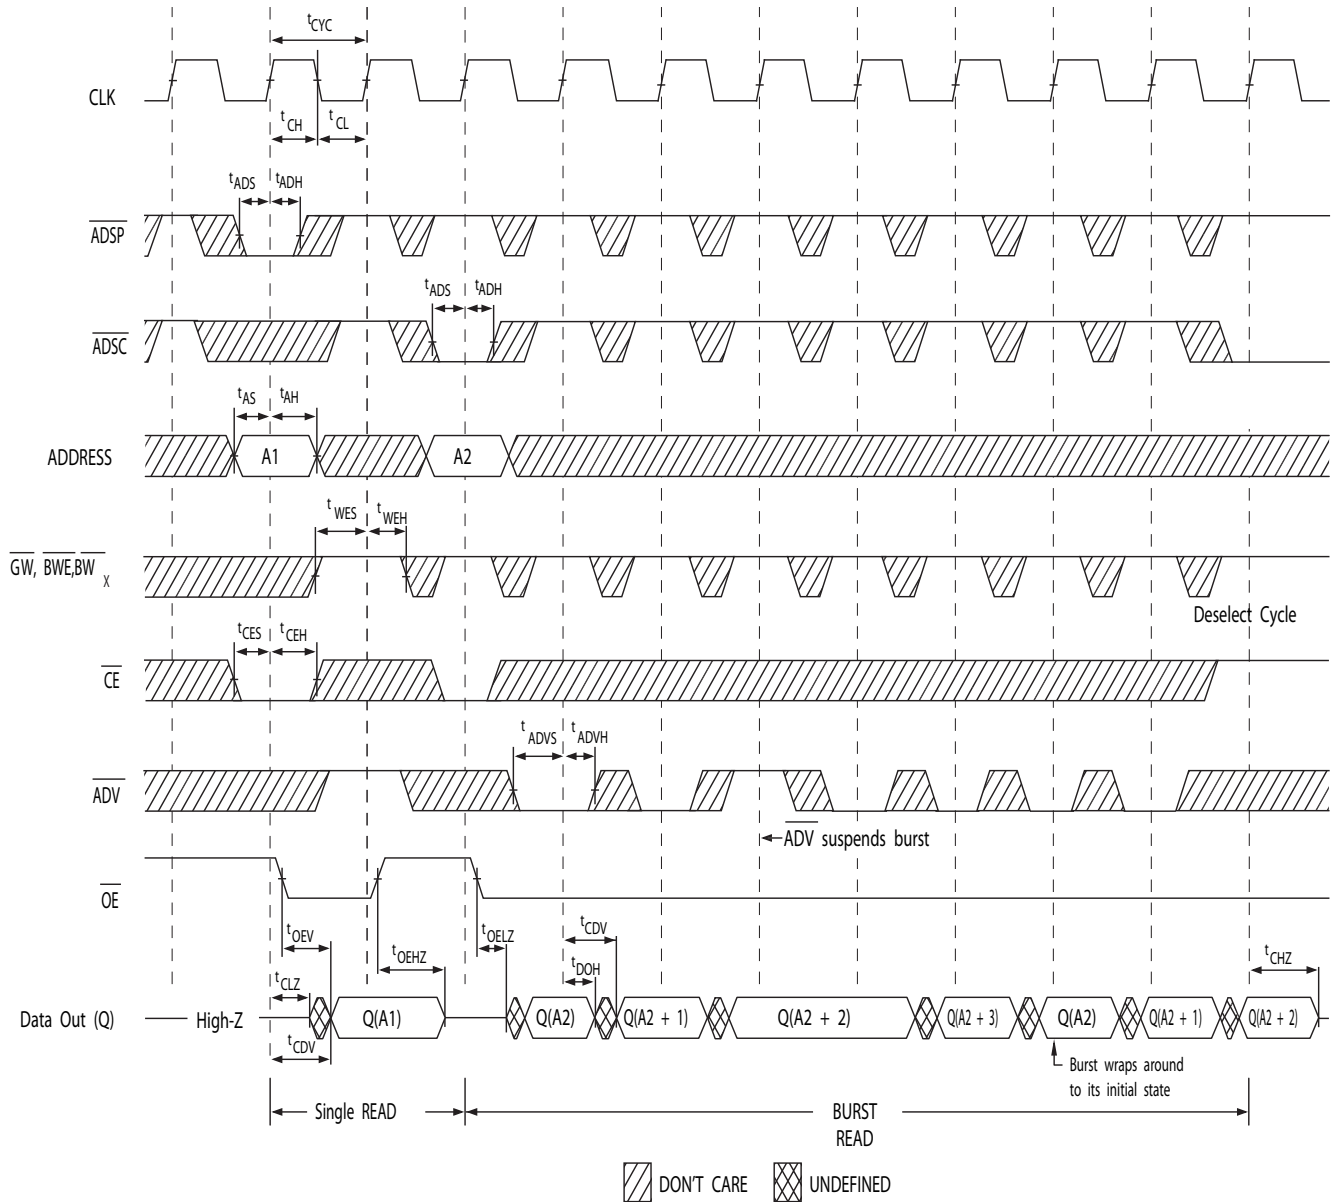 tCYC
CLK
tCH
tCL
tADS
tADH
ADSP
tADS
tADH
ADSC
tAS
tAH
ADDRESS
A1
A2
tWES
tWEH
GW, BWE,BW X
Deselect Cycle
tCES
tCEH
CE
tADVS
tADVH
ADV
ADV suspends burst
OE
tOEV
tOEHZ
tOELZ
tCDV
tDOH
tCLZ
tCHZ
Data Out (Q)
High-Z
Q(A1)
Q(A2)
Q(A2 + 1)
Q(A2 + 2)
Q(A2 + 3)
Q(A2)
Q(A2 + 1)
Q(A2 + 2)
tCDV
Burst wraps around
to its initial state
Single READ
BURST
READ
DON'T CARE
UNDEFINED